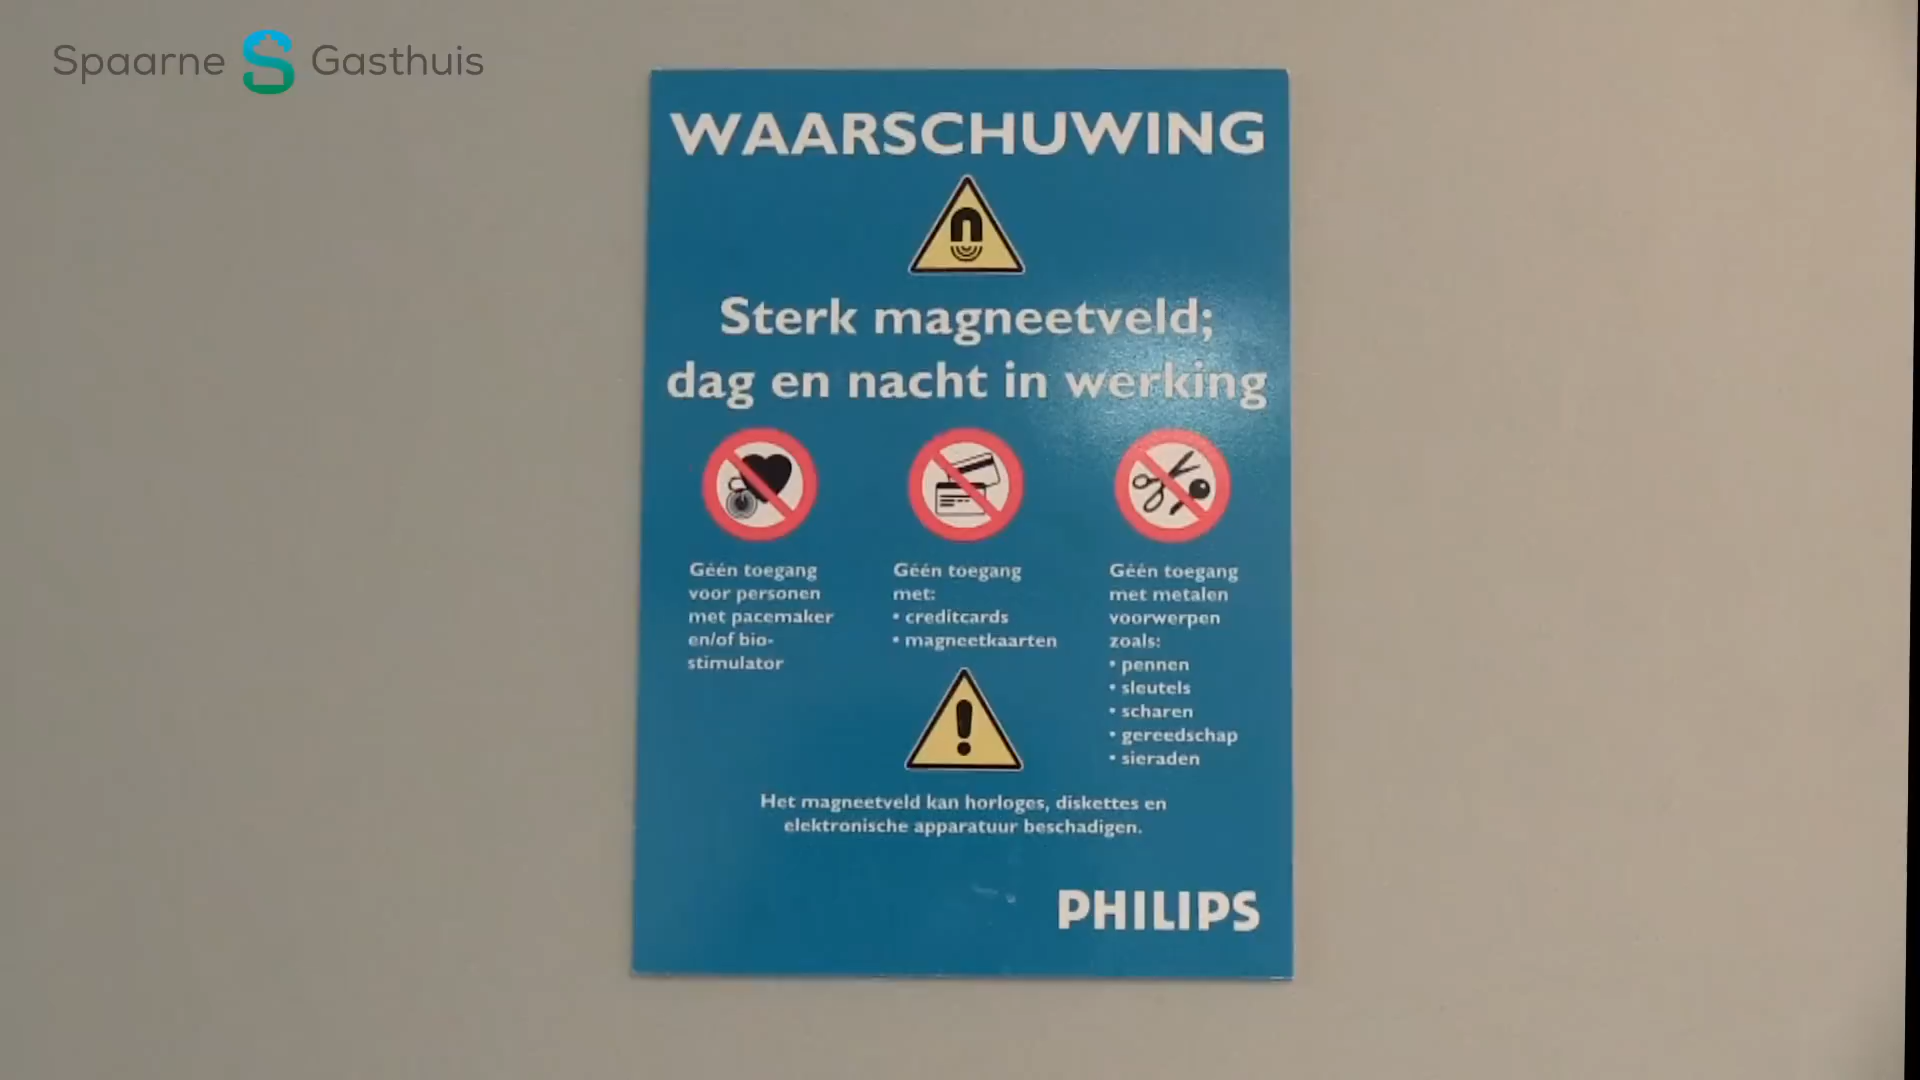 Spaarne Gasthuis
WAARSCHUWING
Sterk magneetveld;
dag en nacht in werking
Géén toegang
voor personen
met pacemaker
en/of bio-
stimulator
Géén toegang
met:
• creditcards
• magneetkaarten
Géén toegang
met metalen
voorwerpen
zoals:
• pennen
• sleutels
• scharen
• gereedschap
• sieraden
Het magneetveld kan horloges, diskettes en
elektronische apparatuur beschadigen.
PHILIPS